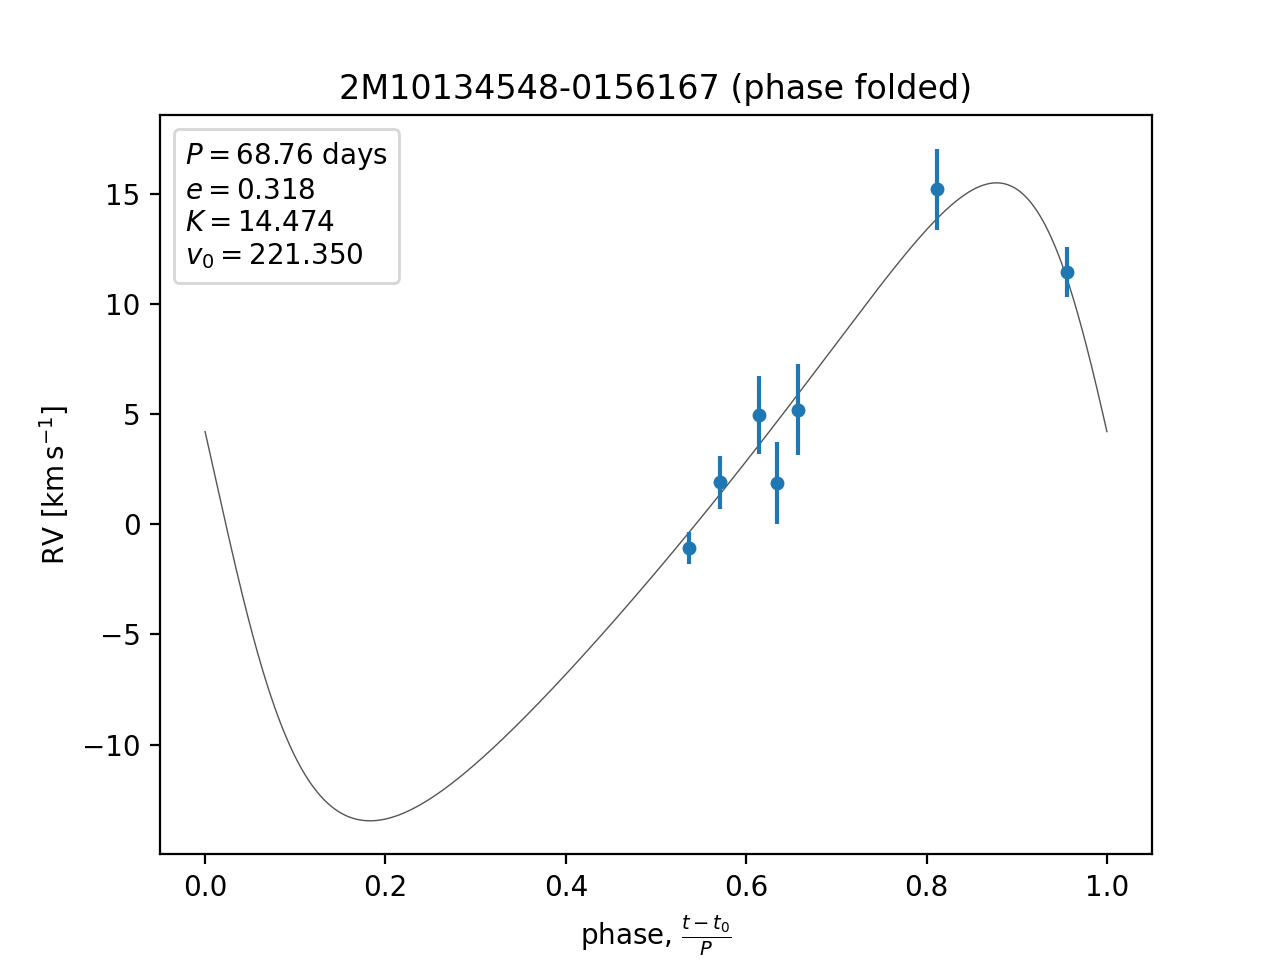 2M10134548-0156167 (phase folded)
P = 68.76 days
e = 0.318
K = 14.474
v₀ = 221.350
15
10
5
0
−5
−10
RV [km s⁻¹]
0.0 0.2 0.4 0.6 0.8 1.0
phase, (t − t₀)/P